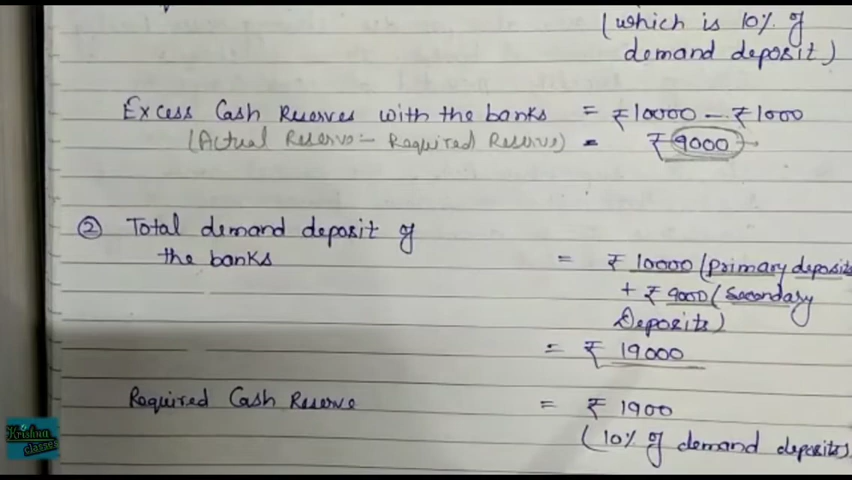 (which is 10% of
demand deposit)
Excess Cash Reserves with the banks = ₹10000 - ₹1000
(Actual Reserve - Required Reserve) = ₹9000
② Total demand deposit of
the banks = ₹10000 (primary deposits
+ ₹9000 (Secondary
Deposits)
= ₹19000
Required Cash Reserve = ₹1900
(10% of demand deposits)
Krishna
classes